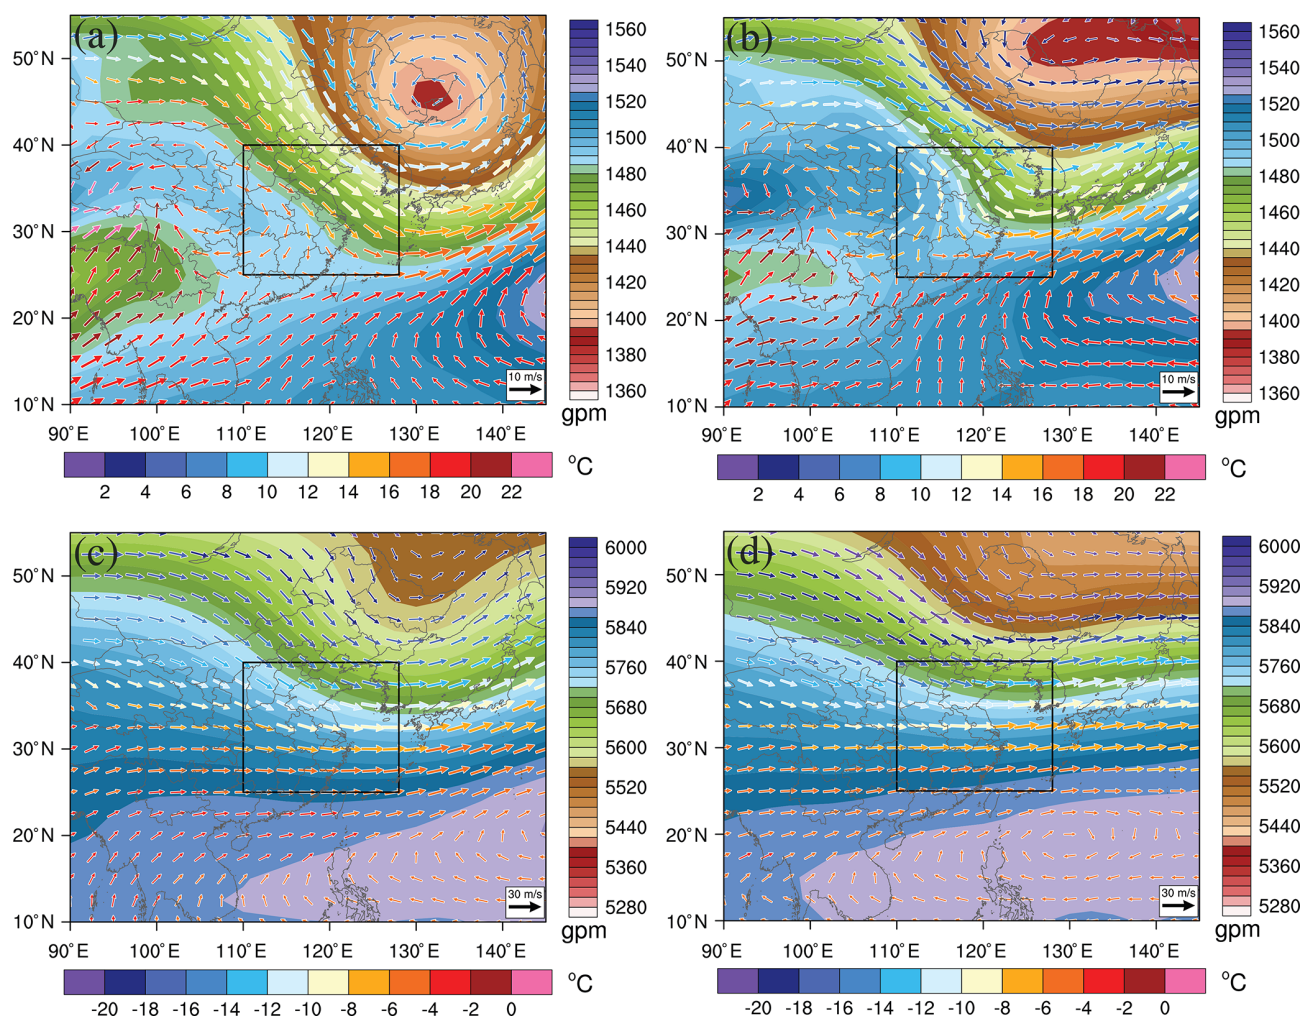 (a)
50°N
40°N
30°N
20°N
10°N
90°E 100°E 110°E 120°E 130°E 140°E
10 m/s
1560
1540
1520
1500
1480
1460
1440
1420
1400
1380
1360
gpm
2 4 6 8 10 12 14 16 18 20 22
°C
(b)
50°N
40°N
30°N
20°N
10°N
90°E 100°E 110°E 120°E 130°E 140°E
10 m/s
1560
1540
1520
1500
1480
1460
1440
1420
1400
1380
1360
gpm
2 4 6 8 10 12 14 16 18 20 22
°C
(c)
50°N
40°N
30°N
20°N
10°N
90°E 100°E 110°E 120°E 130°E 140°E
30 m/s
6000
5920
5840
5760
5680
5600
5520
5440
5360
5280
gpm
-20 -18 -16 -14 -12 -10 -8 -6 -4 -2 0
°C
(d)
50°N
40°N
30°N
20°N
10°N
90°E 100°E 110°E 120°E 130°E 140°E
30 m/s
6000
5920
5840
5760
5680
5600
5520
5440
5360
5280
gpm
-20 -18 -16 -14 -12 -10 -8 -6 -4 -2 0
°C